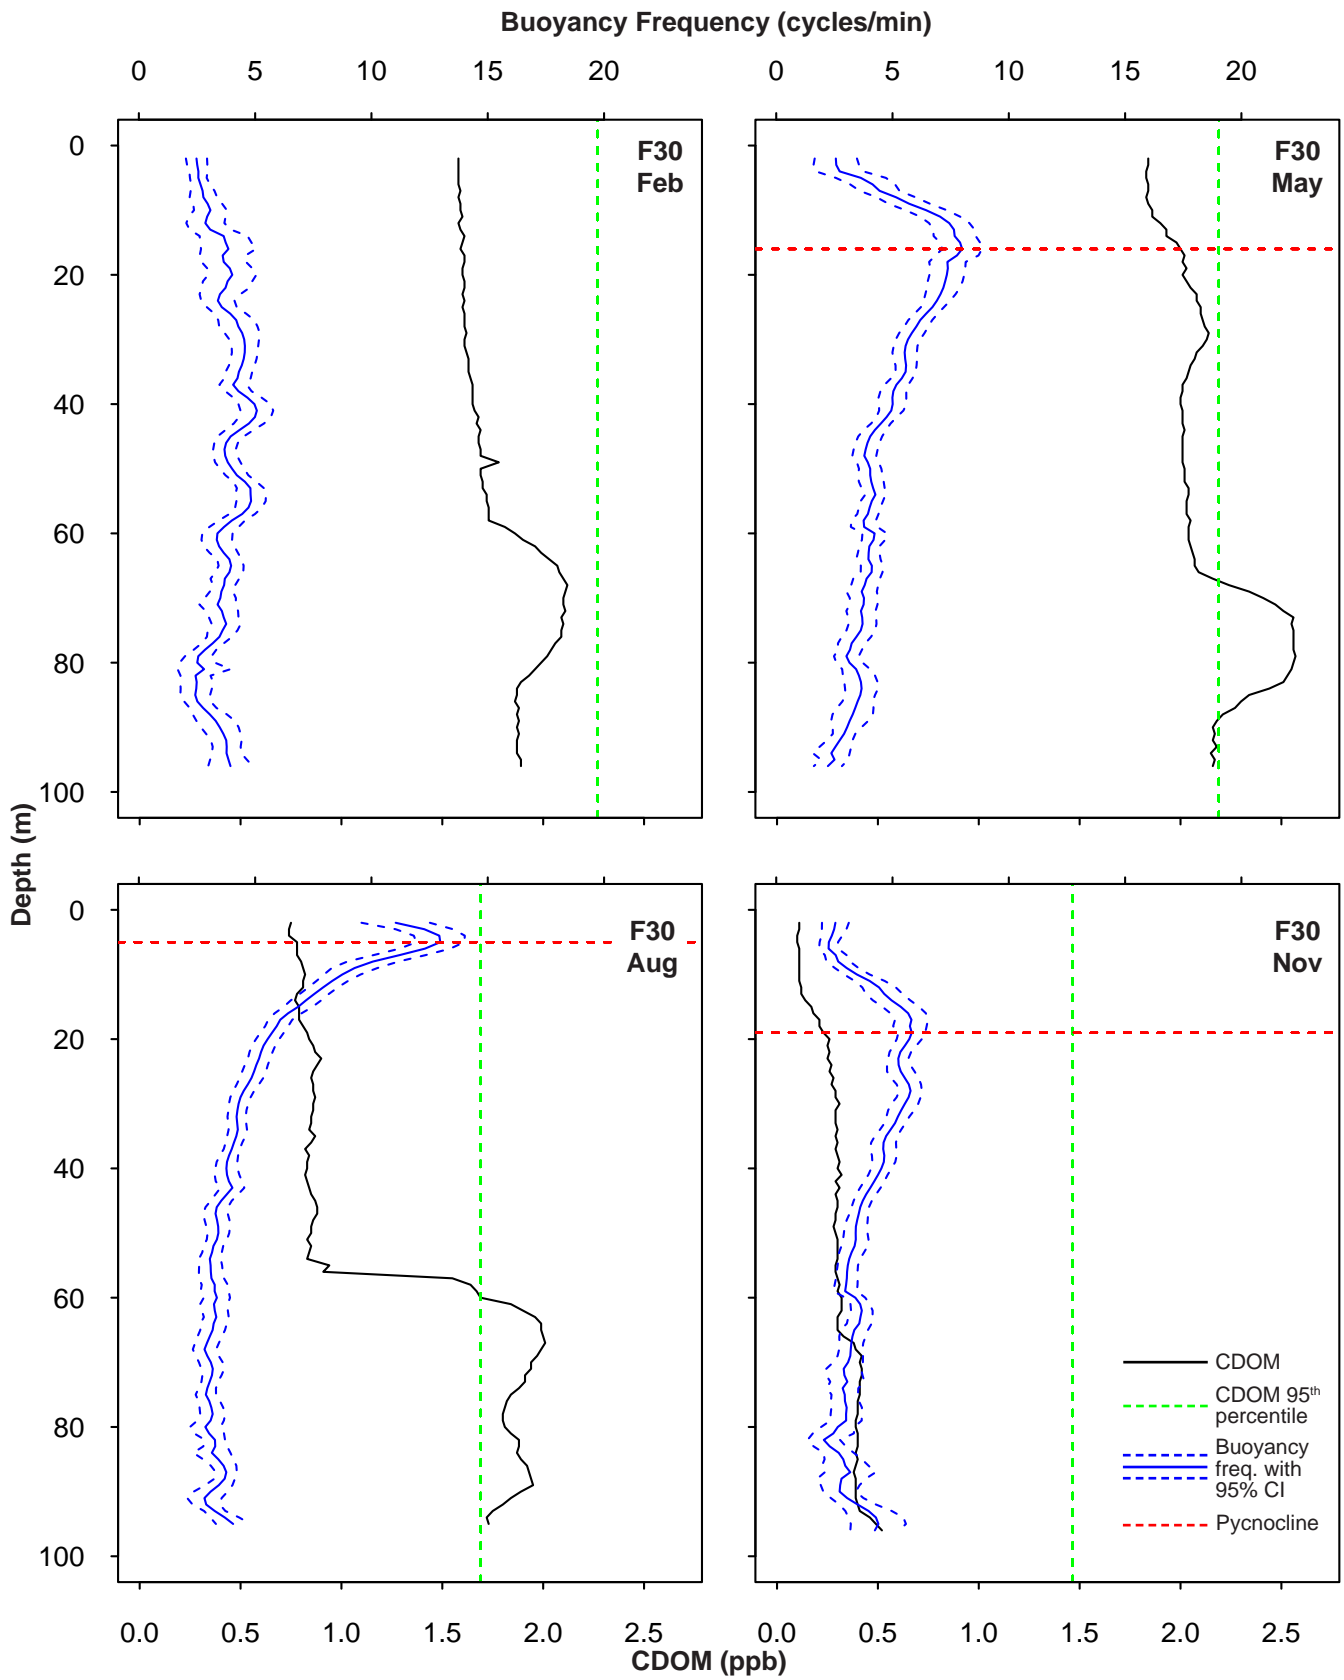 Buoyancy Frequency (cycles/min)
0 5 10 15 20 0 5 10 15 20
F30
Feb
F30
May
0
20
40
60
80
100
Depth (m)
F30
Aug
F30
Nov
0
20
40
60
80
100
CDOM
CDOM 95th
percentile
Buoyancy
freq. with
95% CI
Pycnocline
0.0 0.5 1.0 1.5 2.0 2.5 0.0 0.5 1.0 1.5 2.0 2.5
CDOM (ppb)